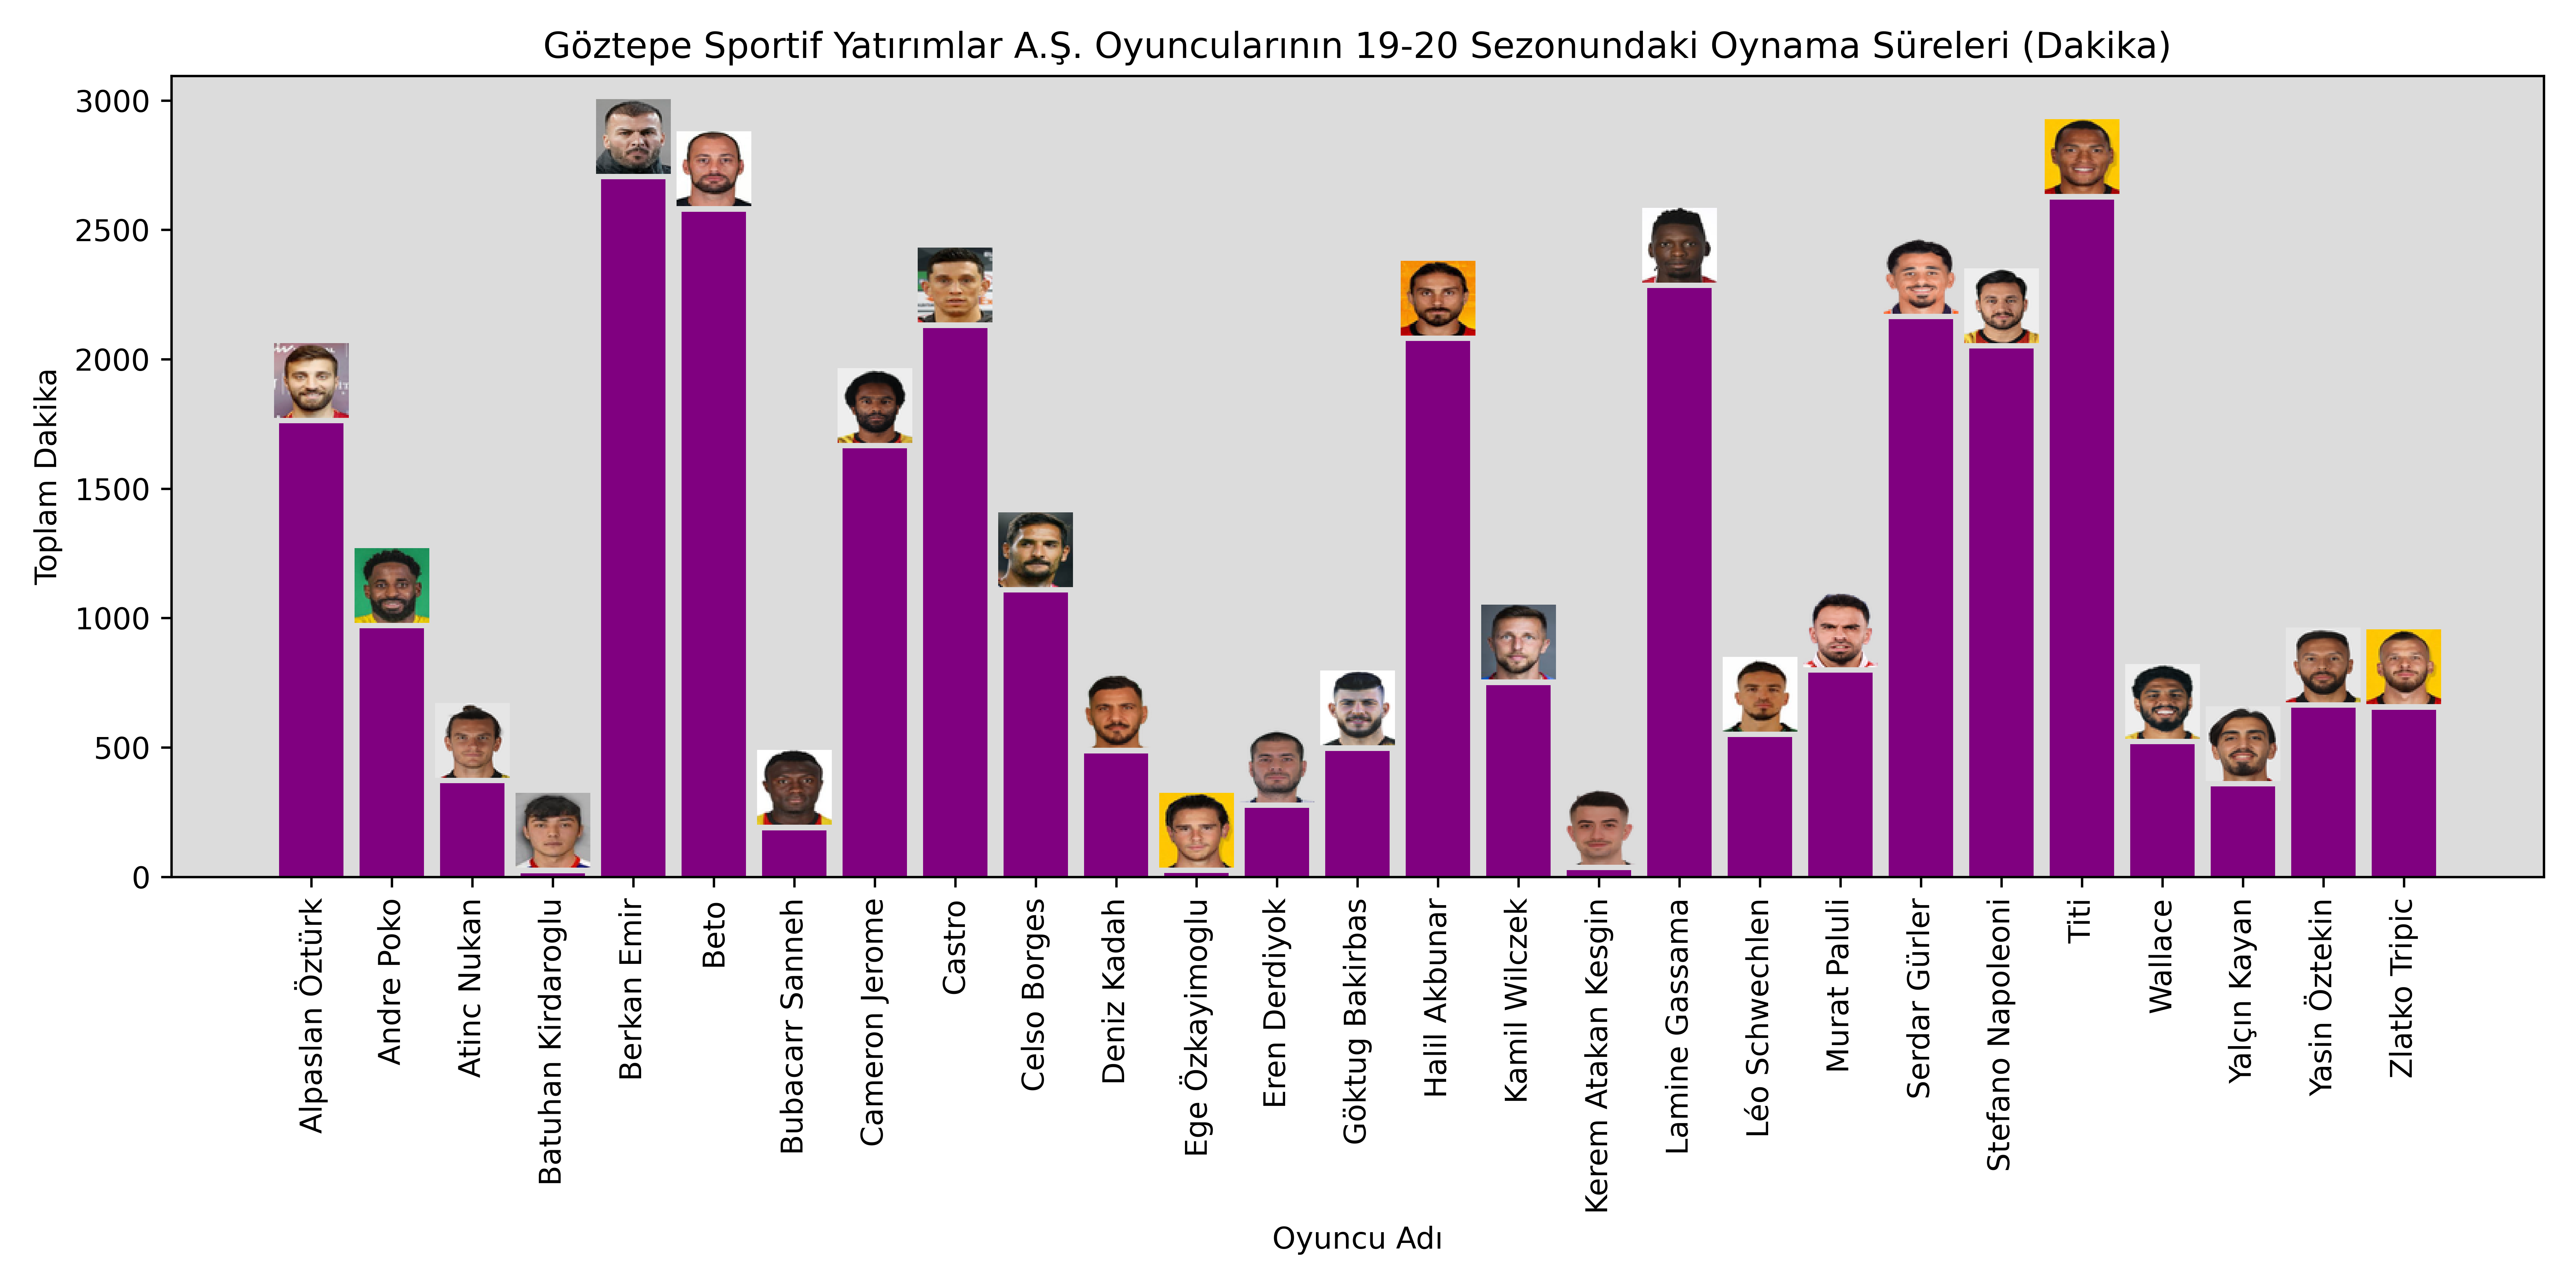 Göztepe Sportif Yatırımlar A.Ş. Oyuncularının 19-20 Sezonundaki Oynama Süreleri (Dakika)
Toplam Dakika
3000
2500
2000
1500
1000
500
0
Alpaslan Öztürk
Andre Poko
Atinc Nukan
Batuhan Kirdaroglu
Berkan Emir
Beto
Bubacarr Sanneh
Cameron Jerome
Castro
Celso Borges
Deniz Kadah
Ege Özkayimoglu
Eren Derdiyok
Göktug Bakirbas
Halil Akbunar
Kamil Wilczek
Kerem Atakan Kesgin
Lamine Gassama
Léo Schwechlen
Murat Paluli
Serdar Gürler
Stefano Napoleoni
Titi
Wallace
Yalçın Kayan
Yasin Öztekin
Zlatko Tripic
Oyuncu Adı